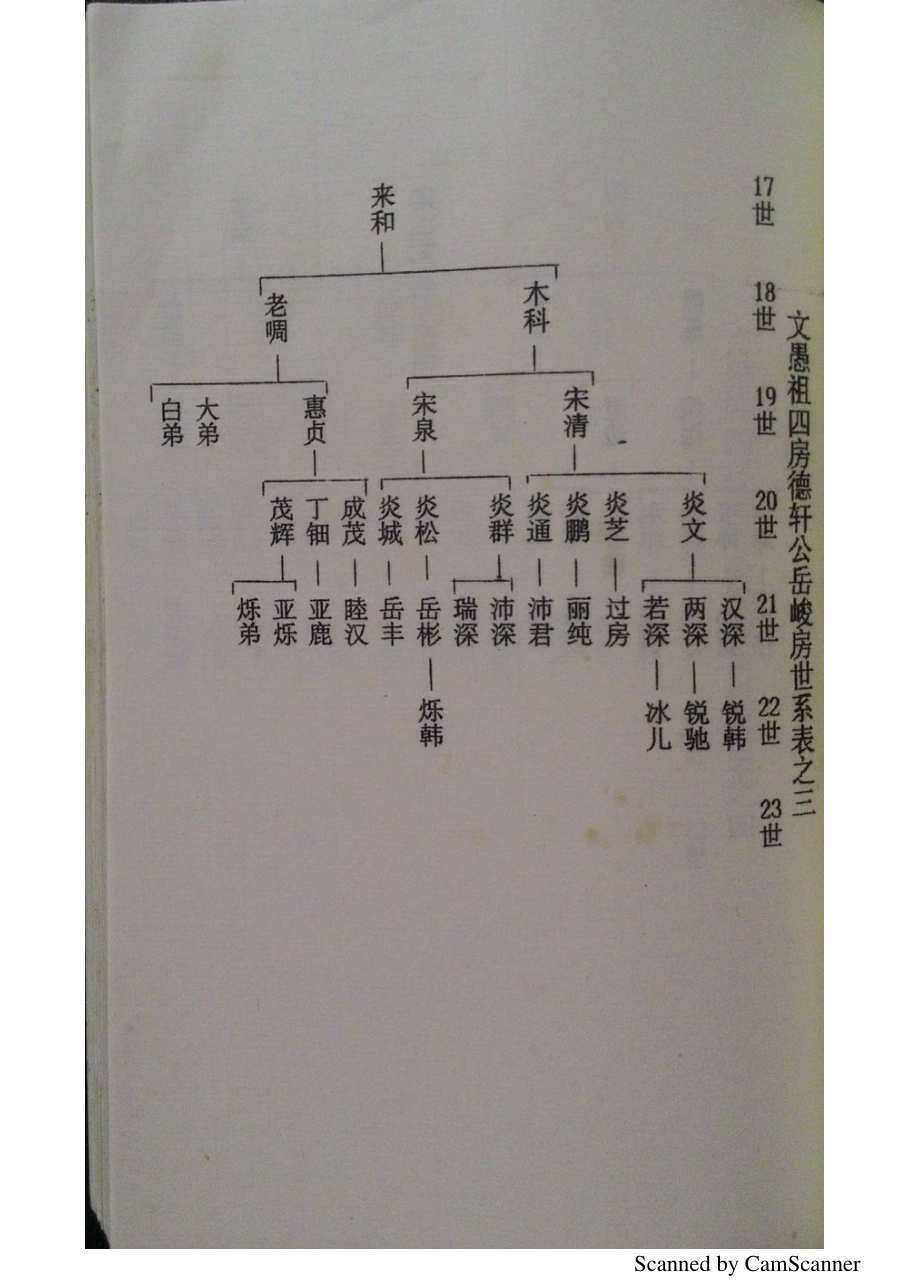 文愚祖四房德轩公岳峻房世系表之三
17世
18世
19世
20世
21世
22世
23世
来和
木科
老啁
宋清
宋泉
惠贞
大弟
白弟
炎文
炎芝
炎鹏
炎通
炎群
炎松
炎城
成茂
丁钿
茂辉
汉深
两深
若深
过房
丽纯
沛君
沛深
瑞深
岳彬
岳丰
睦汉
亚鹿
亚烁
烁弟
锐韩
锐驰
冰儿
烁韩
Scanned by CamScanner